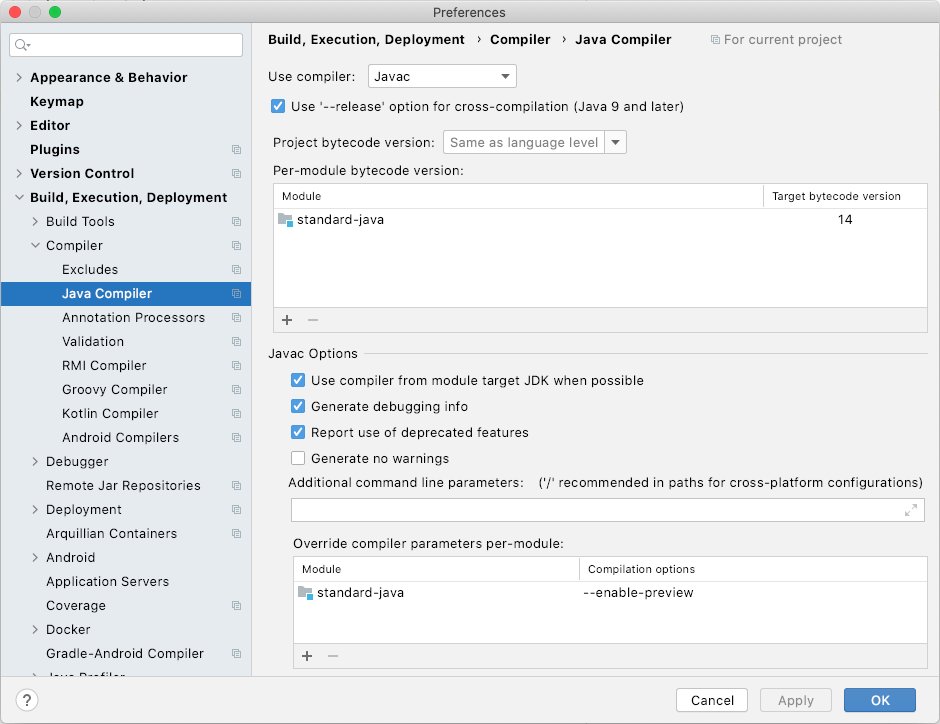 Preferences
Appearance & Behavior
Keymap
Editor
Plugins
Version Control
Build, Execution, Deployment
Build Tools
Compiler
Excludes
Java Compiler
Annotation Processors
Validation
RMI Compiler
Groovy Compiler
Kotlin Compiler
Android Compilers
Debugger
Remote Jar Repositories
Deployment
Arquillian Containers
Android
Application Servers
Coverage
Docker
Gradle-Android Compiler
Java Profiler
Build, Execution, Deployment › Compiler › Java Compiler For current project
Use compiler: Javac
Use '--release' option for cross-compilation (Java 9 and later)
Project bytecode version: Same as language level
Per-module bytecode version:
Module Target bytecode version
standard-java 14
+ −
Javac Options
Use compiler from module target JDK when possible
Generate debugging info
Report use of deprecated features
Generate no warnings
Additional command line parameters: ('/' recommended in paths for cross-platform configurations)
Override compiler parameters per-module:
Module Compilation options
standard-java --enable-preview
+ −
? Cancel Apply OK